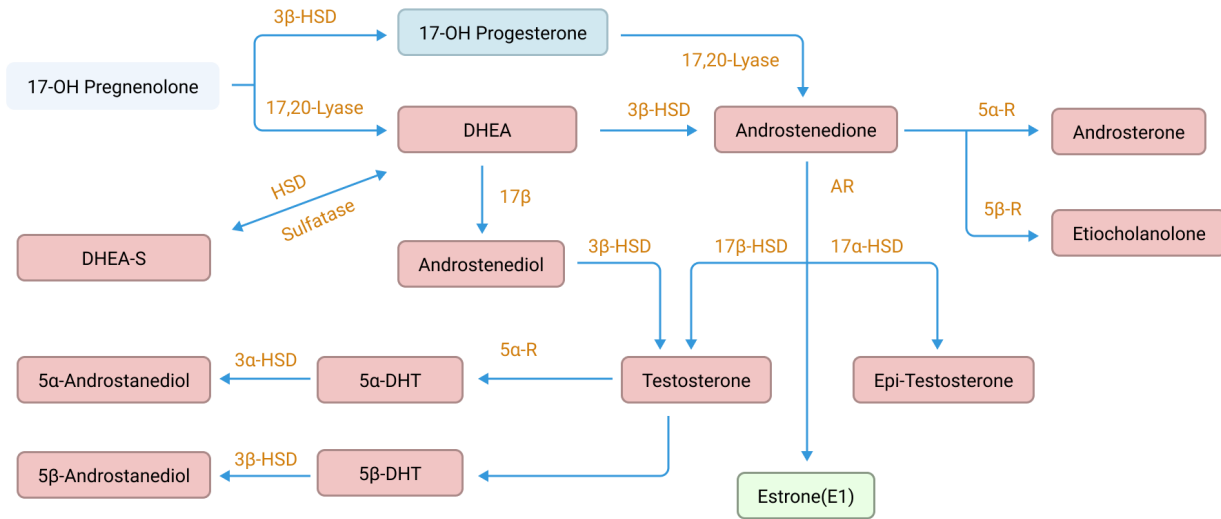 3β-HSD
17-OH Progesterone
17,20-Lyase
17-OH Pregnenolone
17,20-Lyase
DHEA
3β-HSD
Androstenedione
5α-R
Androsterone
HSD
Sulfatase
17β
AR
5β-R
Etiocholanolone
DHEA-S
Androstenediol
3β-HSD
17β-HSD
17α-HSD
5α-Androstanediol
3α-HSD
5α-DHT
5α-R
Testosterone
Epi-Testosterone
5β-Androstanediol
3β-HSD
5β-DHT
Estrone(E1)